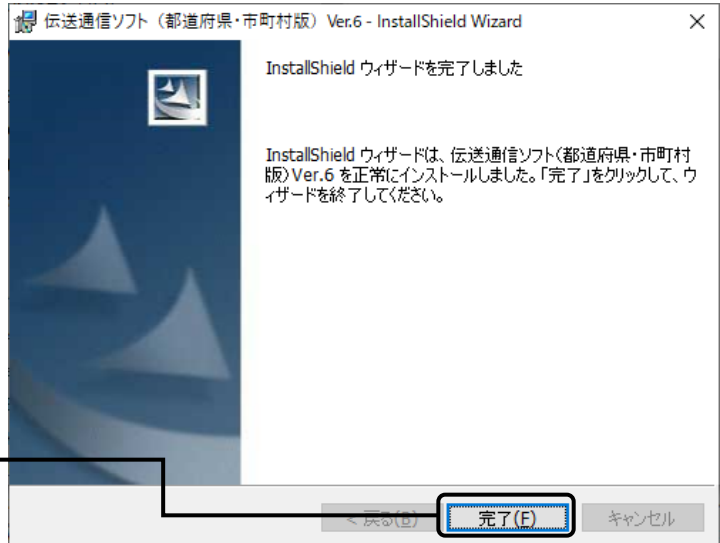 伝送通信ソフト（都道府県・市町村版）Ver.6 - InstallShield Wizard
InstallShield ウィザードを完了しました
InstallShield ウィザードは、伝送通信ソフト(都道府県・市町村
版)Ver.6 を正常にインストールしました。「完了」をクリックして、ウ
ィザードを終了してください。
< 戻る(B) 完了(F) キャンセル